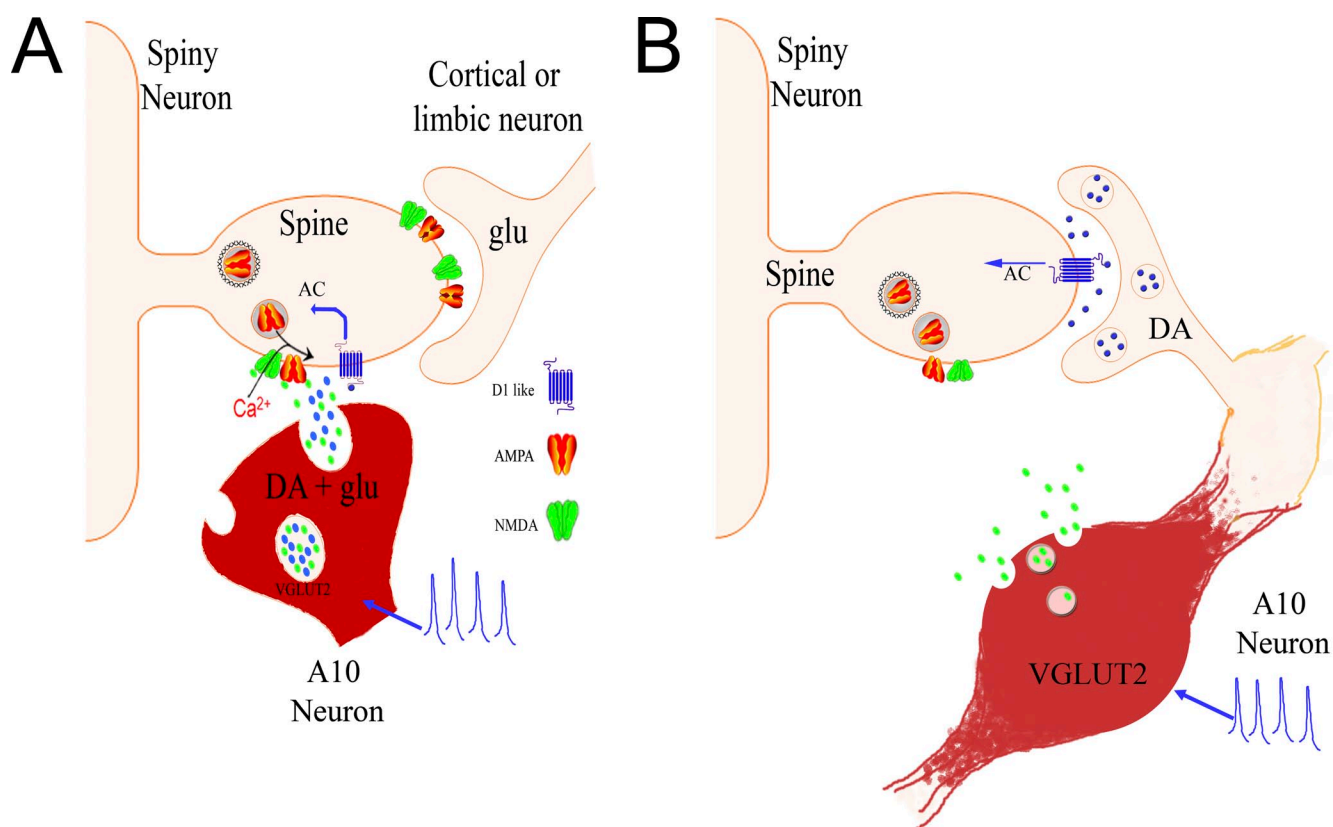 A
Spiny
Neuron
Cortical or
limbic neuron
Spine
glu
AC
Ca2+
D1 like
AMPA
NMDA
DA + glu
VGLUT2
A10
Neuron
B
Spiny
Neuron
Spine
AC
DA
VGLUT2
A10
Neuron